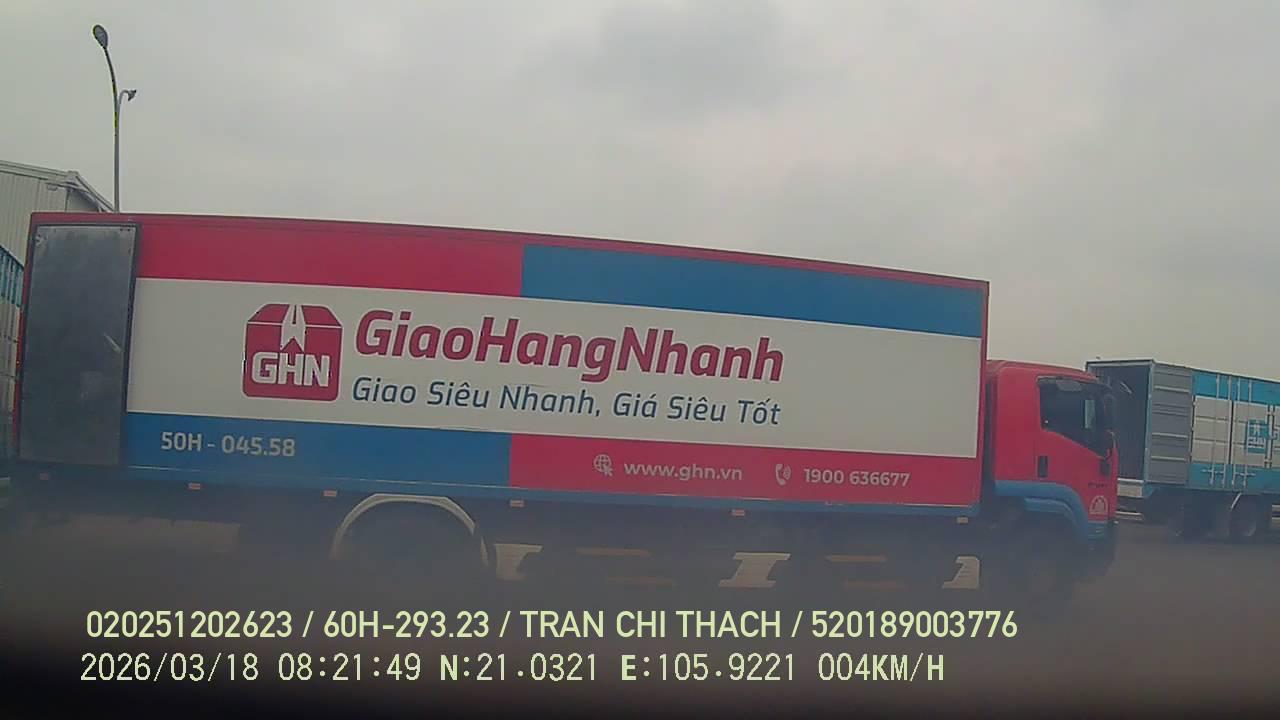 GHN
GiaoHangNhanh
Giao Siêu Nhanh, Giá Siêu Tốt
50H - 045.58
www.ghn.vn 1900 636677
020251202623 / 60H-293.23 / TRAN CHI THACH / 520189003776
2026/03/18 08:21:49 N:21.0321 E:105.9221 004KM/H